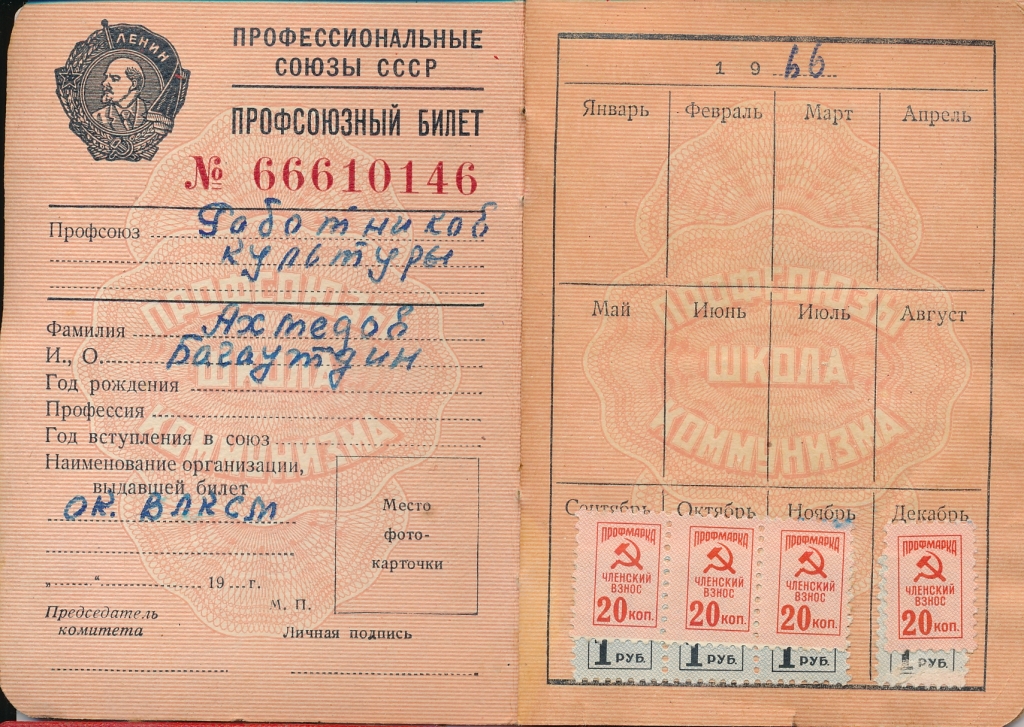 ЛЕНИН
ПРОФЕССИОНАЛЬНЫЕ
СОЮЗЫ СССР
ПРОФСОЮЗНЫЙ БИЛЕТ
№ 66610146
Профсоюз Работников
культуры
Фамилия Ахмедов
И., О. Багаутдин
Год рождения
Профессия
Год вступления в союз
Наименование организации,
выдавшей билет
ОК. ВЛКСМ
Место
фото-
карточки
„ “ 19 г.
М. П.
Председатель
комитета
Личная подпись
ПРОФСОЮЗЫ
ШКОЛА
КОММУНИЗМА
1966
Январь Февраль Март Апрель
Май Июнь Июль Август
ПРОФСОЮЗЫ
ШКОЛА
КОММУНИЗМА
Сентябрь Октябрь Ноябрь Декабрь
ПРОФМАРКА ПРОФМАРКА ПРОФМАРКА ПРОФМАРКА
ЧЛЕНСКИЙ ЧЛЕНСКИЙ ЧЛЕНСКИЙ ЧЛЕНСКИЙ
ВЗНОС ВЗНОС ВЗНОС ВЗНОС
20 КОП. 20 КОП. 20 КОП. 20 КОП.
1 РУБ. 1 РУБ. 1 РУБ. 1 РУБ.